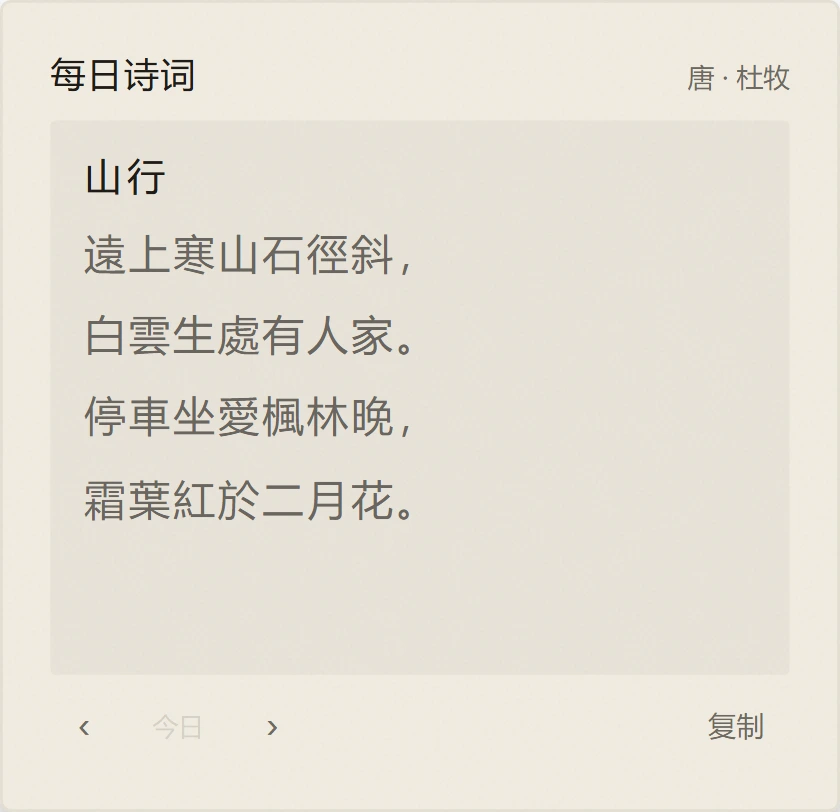 每日诗词
唐 · 杜牧
山行
遠上寒山石徑斜，
白雲生處有人家。
停車坐愛楓林晚，
霜葉紅於二月花。
‹ 今日 ›
复制